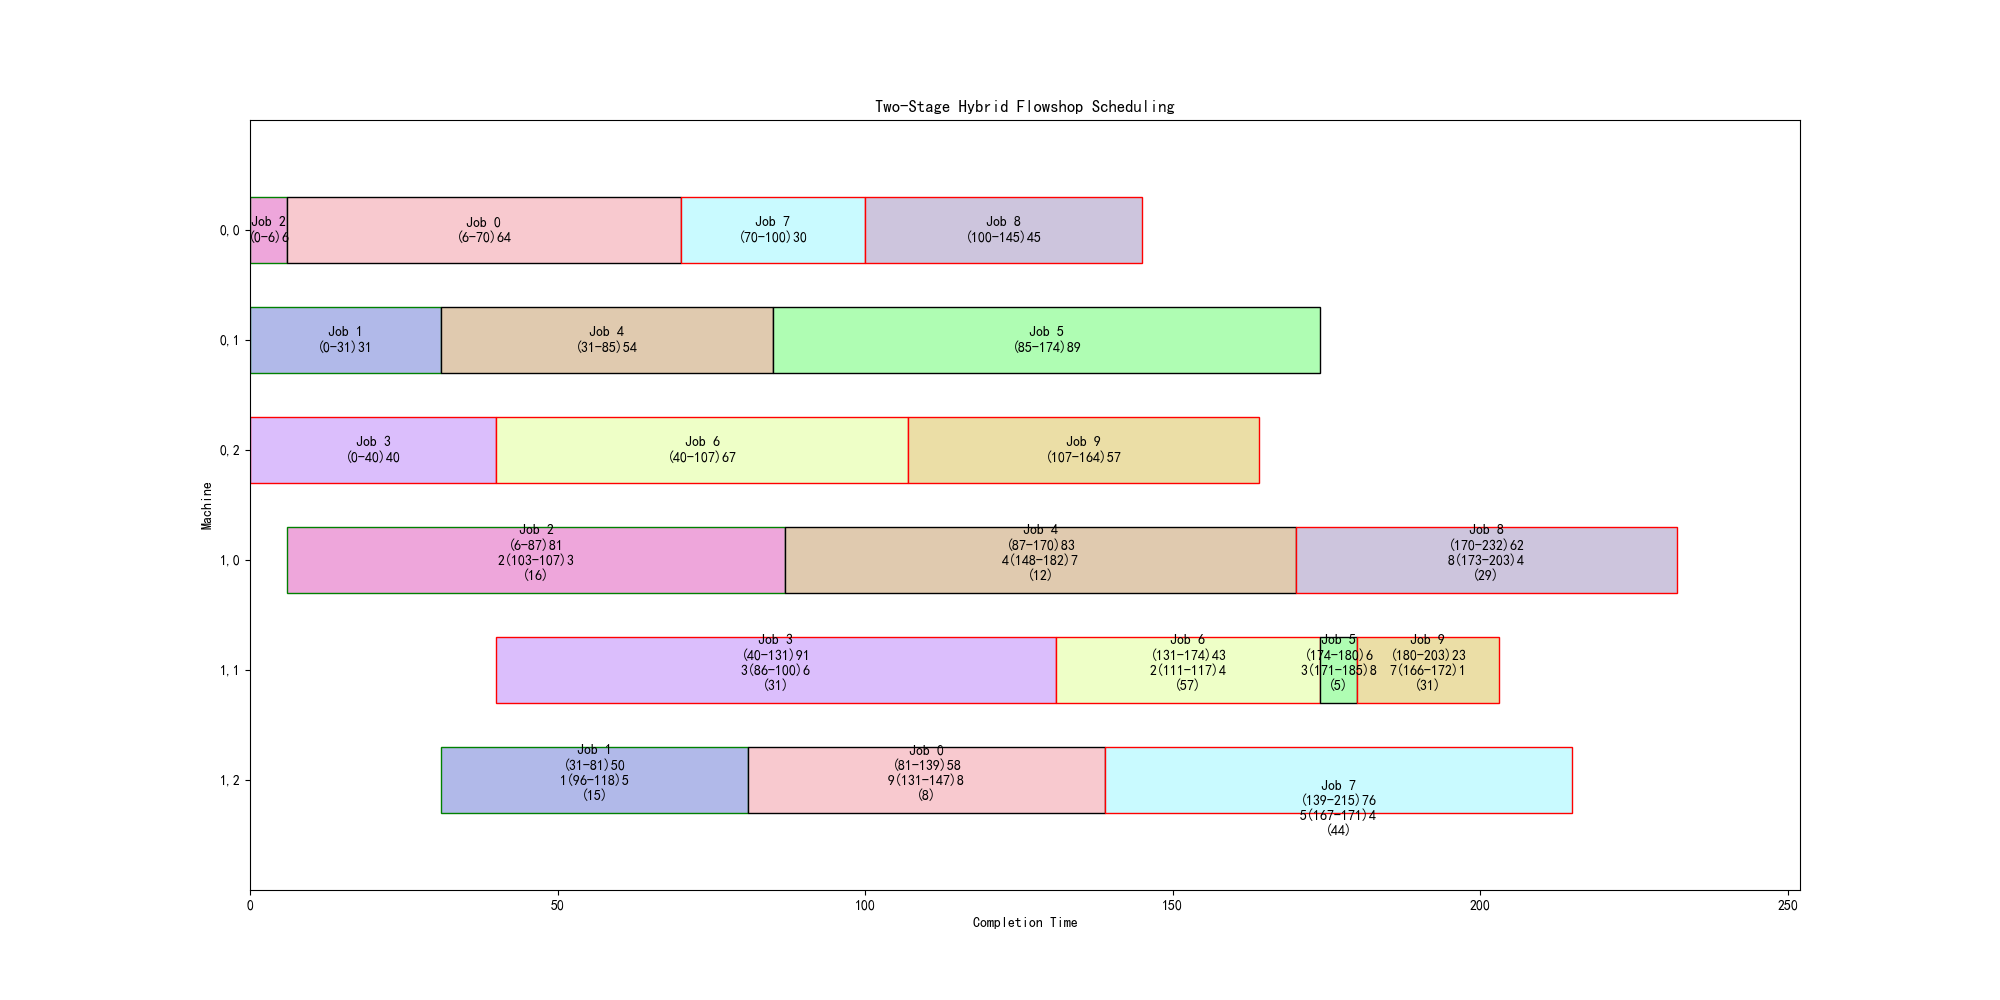 Two-Stage Hybrid Flowshop Scheduling
0,0
Job 2
(0-6)6
Job 0
(6-70)64
Job 7
(70-100)30
Job 8
(100-145)45
0,1
Job 1
(0-31)31
Job 4
(31-85)54
Job 5
(85-174)89
0,2
Job 3
(0-40)40
Job 6
(40-107)67
Job 9
(107-164)57
Machine
1,0
Job 2
(6-87)81
2(103-107)3
(16)
Job 4
(87-170)83
4(148-182)7
(12)
Job 8
(170-232)62
8(173-203)4
(29)
1,1
Job 3
(40-131)91
3(86-100)6
(31)
Job 6
(131-174)43
2(111-117)4
(57)
Job 5
(174-180)6
3(171-185)8
(5)
Job 9
(180-203)23
7(166-172)1
(31)
1,2
Job 1
(31-81)50
1(96-118)5
(15)
Job 0
(81-139)58
9(131-147)8
(8)
Job 7
(139-215)76
5(167-171)4
(44)
0
50
100
150
200
250
Completion Time